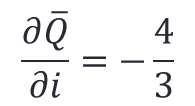 ∂Q̄/∂i = −4/3